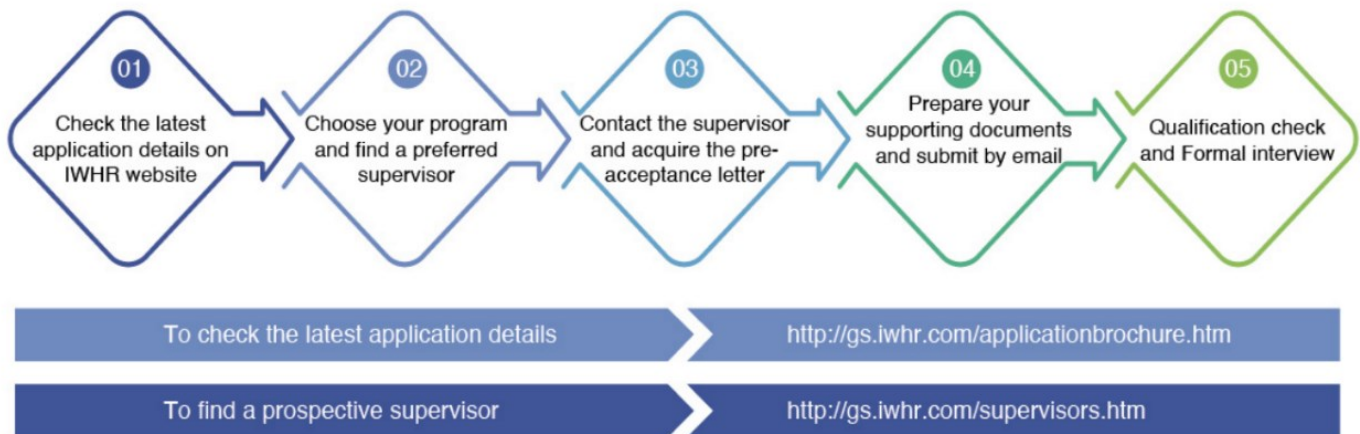 01
Check the latest
application details on
IWHR website
02
Choose your program
and find a preferred
supervisor
03
Contact the supervisor
and acquire the pre-
acceptance letter
04
Prepare your
supporting documents
and submit by email
05
Qualification check
and Formal interview
To check the latest application details
http://gs.iwhr.com/applicationbrochure.htm
To find a prospective supervisor
http://gs.iwhr.com/supervisors.htm